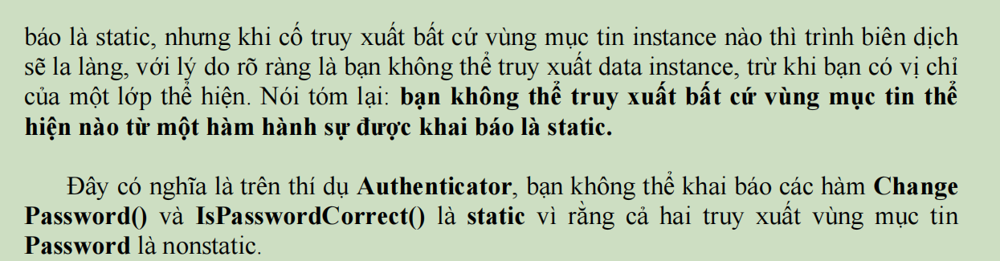 báo là static, nhưng khi cố truy xuất bất cứ vùng mục tin instance nào thì trình biên dịch
sẽ la làng, với lý do rõ ràng là bạn không thể truy xuất data instance, trừ khi bạn có vị chỉ
của một lớp thể hiện. Nói tóm lại: bạn không thể truy xuất bất cứ vùng mục tin thể
hiện nào từ một hàm hành sự được khai báo là static.
Đây có nghĩa là trên thí dụ Authenticator, bạn không thể khai báo các hàm Change
Password() và IsPasswordCorrect() là static vì rằng cả hai truy xuất vùng mục tin
Password là nonstatic.